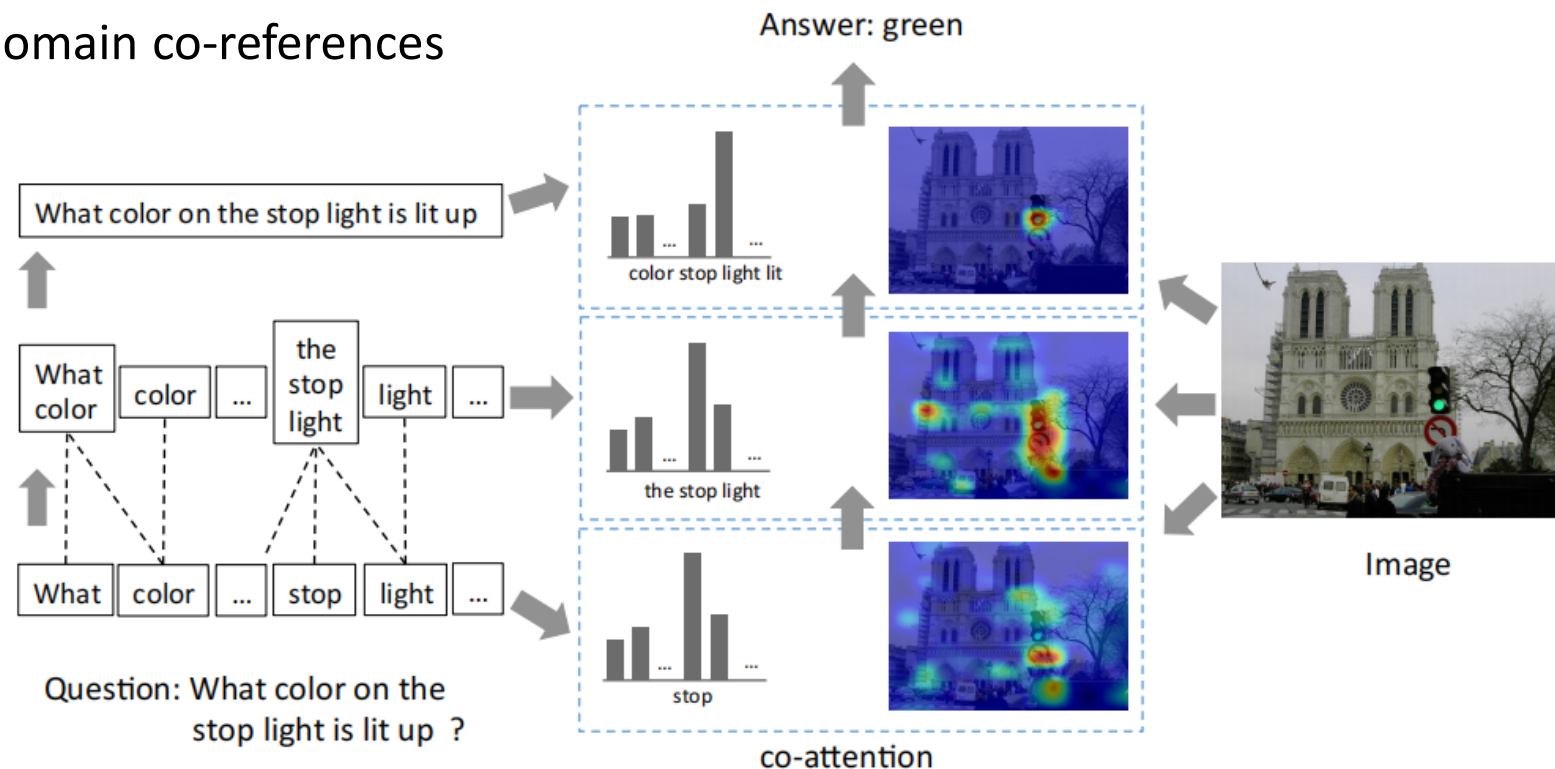 omain co-references
Answer: green
What color on the stop light is lit up
... ...
color stop light lit
What
color
color
...
the
stop
light
light
...
... ...
the stop light
What
color
...
stop
light
...
... ...
stop
Image
Question: What color on the
stop light is lit up ?
co-attention